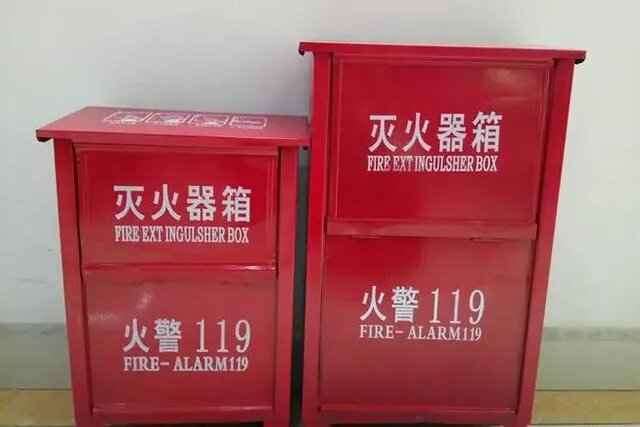 灭火器箱
FIRE EXT INGULSHER BOX
火警 119
FIRE- ALARM119
灭火器箱
FIRE EXT INGULSHER BOX
火警 119
FIRE- ALARM119